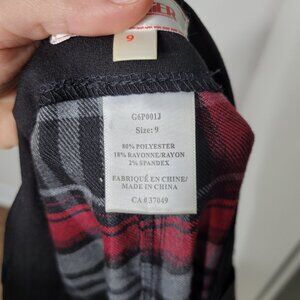 9
G6P001J
Size: 9
80% POLYESTER
18% RAYONNE/RAYON
2% SPANDEX
FABRIQUÉ EN CHINE/
MADE IN CHINA
CA # 37049